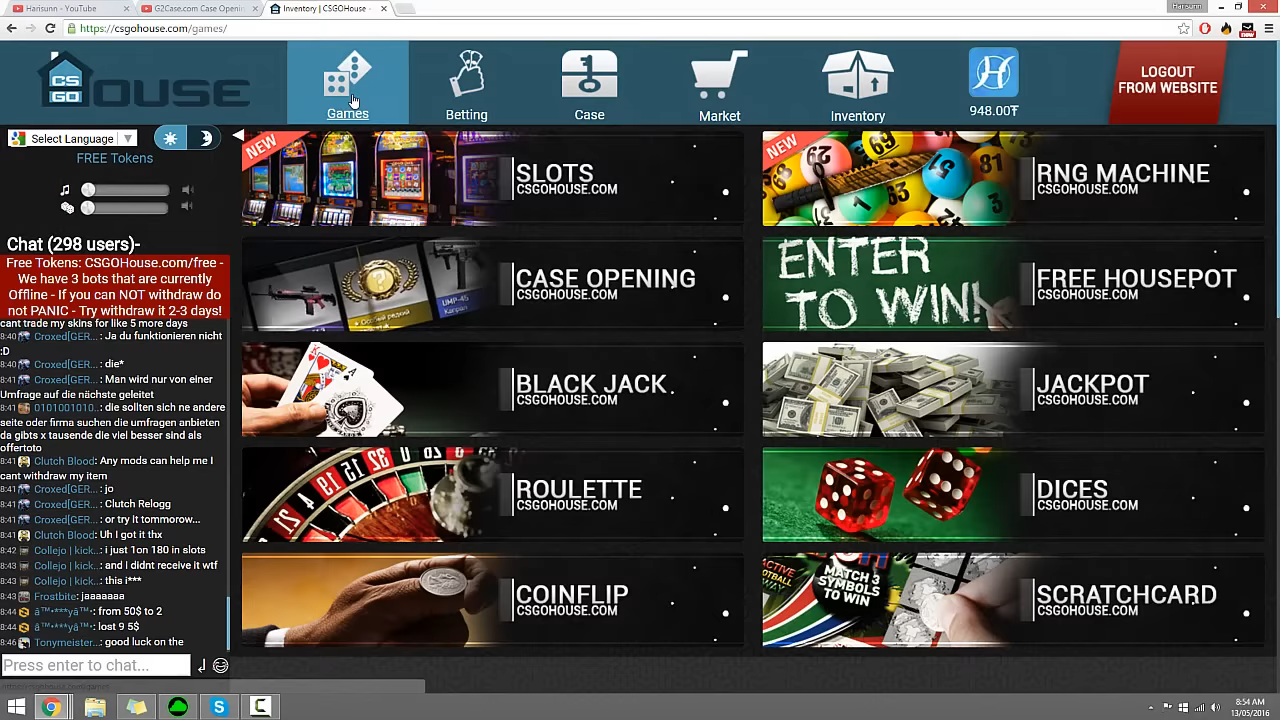 Harisunn - YouTube
G2Case.com Case Openin
Inventory | CSGOHouse -
Harisunn
https://csgohouse.com/games/
new
CS
GO
HOUSE
Games
Betting
Case
Market
Inventory
948.00₮
LOGOUT
FROM WEBSITE
Select Language
FREE Tokens
Chat (298 users)-
Free Tokens: CSGOHouse.com/free -
We have 3 bots that are currently
Offline - If you can NOT withdraw do
not PANIC - Try withdraw it 2-3 days!
cant trade my skins for like 5 more days
8:40 Croxed[GER... : Ja du funktionieren nicht
:D
8:40 Croxed[GER... : die*
8:41 Croxed[GER... : Man wird nur von einer
Umfrage auf die nächste geleitet
8:41 0101001010.. : die sollten sich ne andere
seite oder firma suchen die umfragen anbieten
da gibts x tausende die viel besser sind als
offertoto
8:41 Clutch Blood: Any mods can help me I
cant withdraw my item
8:41 Croxed[GER... : jo
8:41 Croxed[GER... : Clutch Relogg
8:41 Croxed[GER... : or try It tommorow...
8:41 Clutch Blood: Uh I got it thx
8:42 Collejo | kick... : i just 1on 180 in slots
8:43 Collejo | kick... : and I didnt receive it wtf
8:43 Collejo | kick... : this i***
8:43 Frostbite: jaaaaaaa
8:44 â™•***yâ™•: from 50$ to 2
8:44 â™•***yâ™•: lost 9 5$
8:46 Tonymeister... : good luck on the
Press enter to chat...
NEW
SLOTS
CSGOHOUSE.COM
NEW
RNG MACHINE
CSGOHOUSE.COM
CASE OPENING
CSGOHOUSE.COM
UMP-45
ENTER
TO WIN!
FREE HOUSEPOT
CSGOHOUSE.COM
BLACK JACK
CSGOHOUSE.COM
JACKPOT
CSGOHOUSE.COM
ROULETTE
CSGOHOUSE.COM
DICES
CSGOHOUSE.COM
COINFLIP
CSGOHOUSE.COM
MATCH 3
SYMBOLS
TO WIN
SCRATCHCARD
CSGOHOUSE.COM
8:54 AM
13/05/2016